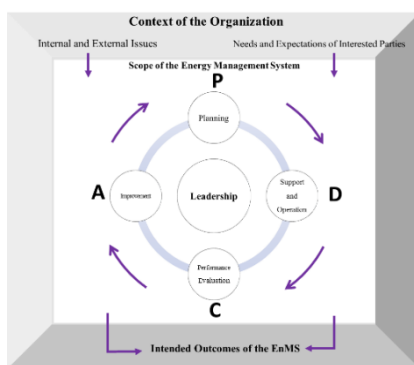 Context of the Organization
Internal and External Issues
Needs and Expectations of Interested Parties
Scope of the Energy Management System
P
Planning
A
Improvement
Leadership
Support
and
Operation
D
Performance
Evaluation
C
Intended Outcomes of the EnMS